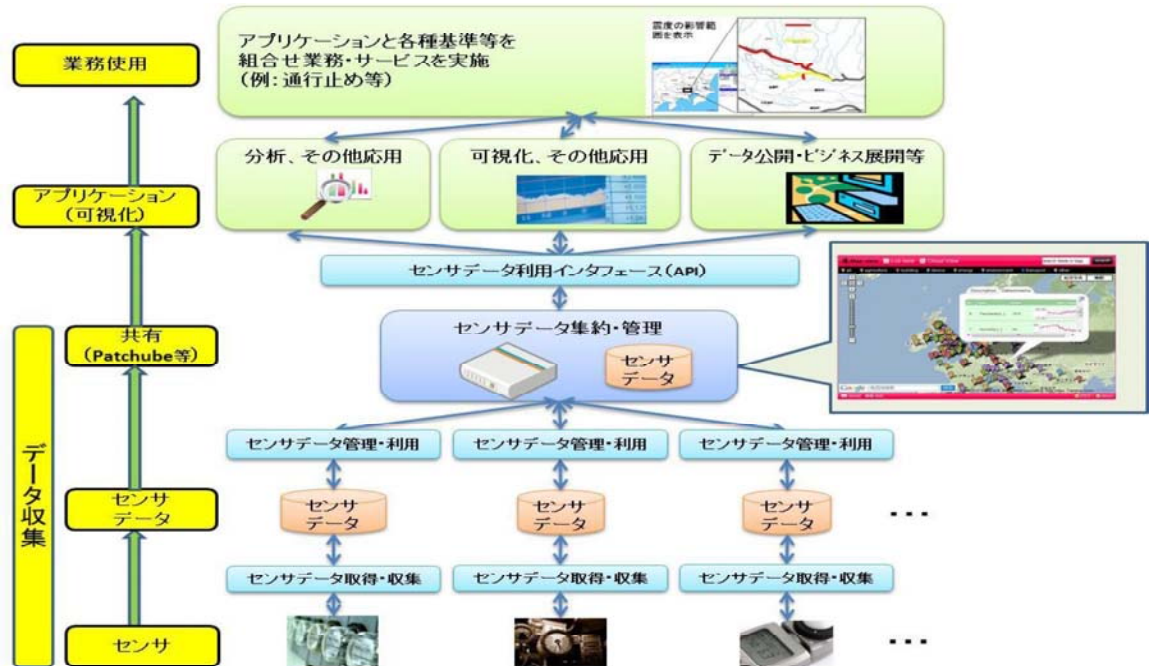 業務使用
アプリケーションと各種基準等を
組合せ業務・サービスを実施
(例:通行止め等)
震度の影響範
囲を表示
アプリケーション
(可視化)
分析、その他応用
可視化、その他応用
データ公開・ビジネス展開等
センサデータ利用インタフェース(API)
データ収集
共有
(Patchube等)
センサデータ集約・管理
センサ
データ
センサデータ管理・利用
センサデータ管理・利用
センサデータ管理・利用
センサ
データ
センサ
データ
センサ
データ
センサ
データ
...
センサデータ取得・収集
センサデータ取得・収集
センサデータ取得・収集
センサ
...